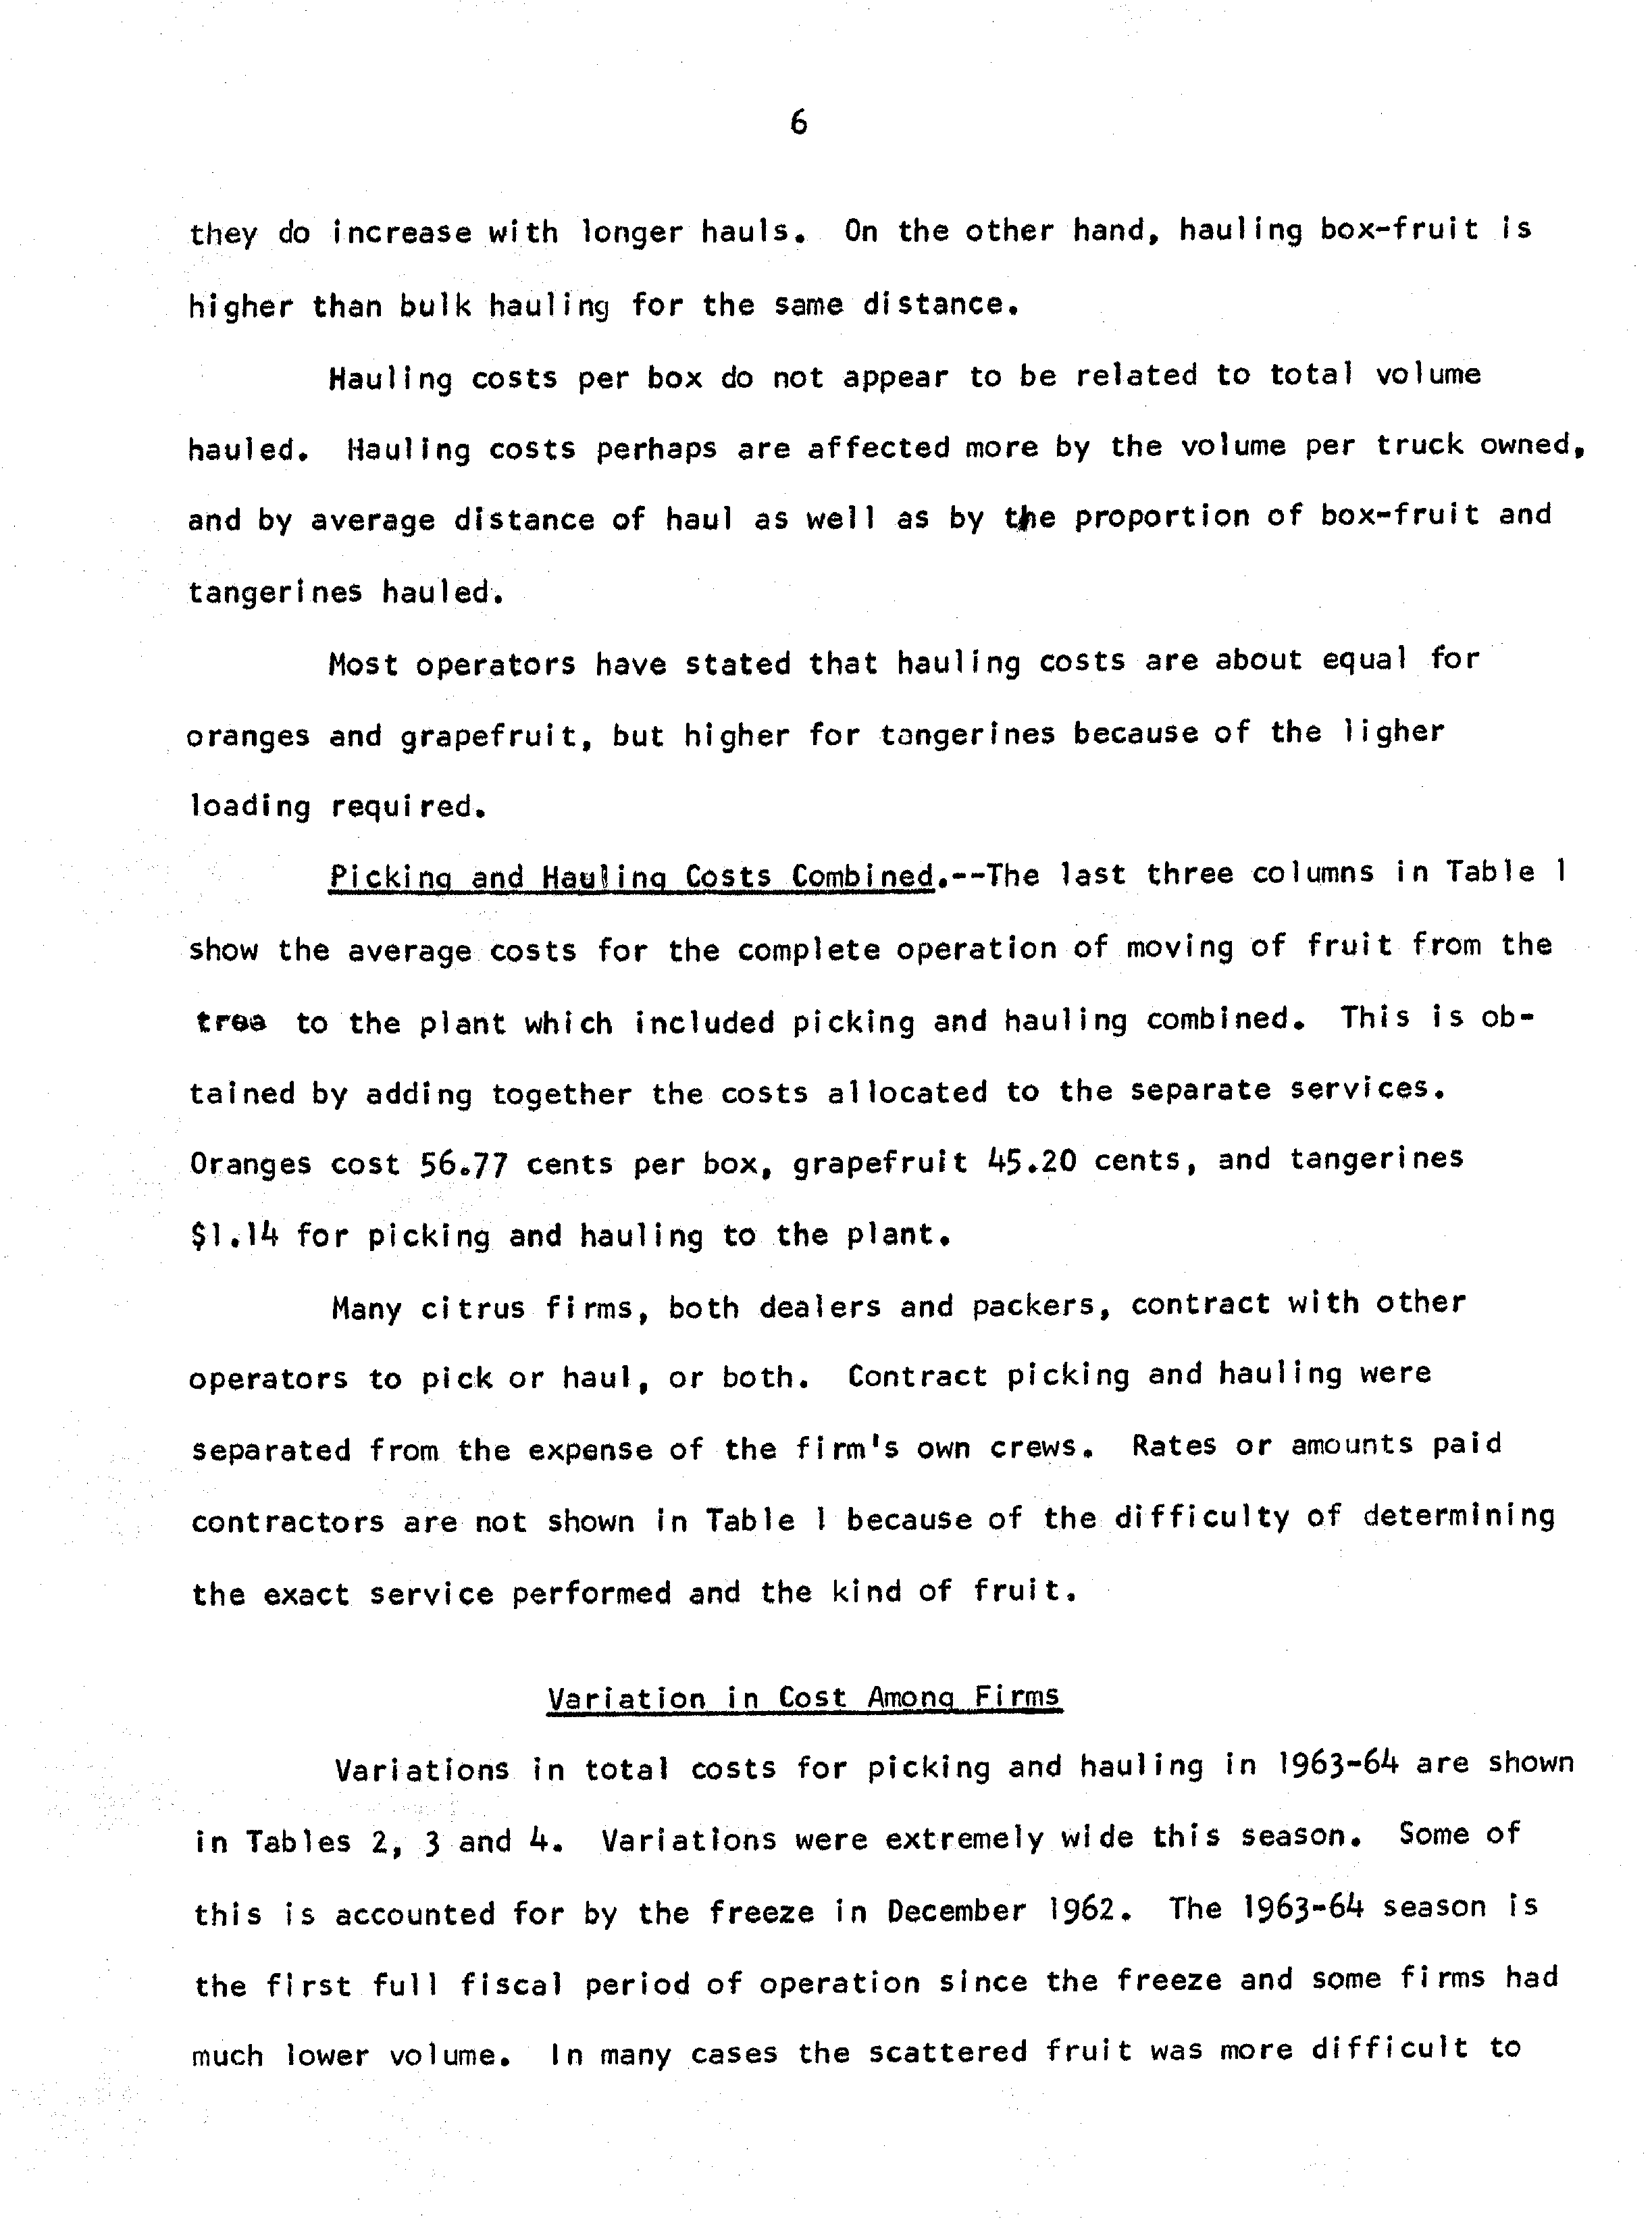 6
they do increase with longer hauls. On the other hand, hauling box-fruit is
higher than bulk hauling for the same distance.
Hauling costs per box do not appear to be related to total volume
hauled. Hauling costs perhaps are affected more by the volume per truck owned,
and by average distance of haul as well as by the proportion of box-fruit and
tangerines hauled.
Most operators have stated that hauling costs are about equal for
oranges and grapefruit, but higher for tangerines because of the ligher
loading required.
Picking and Hauling Costs Combined.--The last three columns in Table 1
show the average costs for the complete operation of moving of fruit from the
tree to the plant which included picking and hauling combined. This is ob-
tained by adding together the costs allocated to the separate services.
Oranges cost 56.77 cents per box, grapefruit 45.20 cents, and tangerines
$1.14 for picking and hauling to the plant.
Many citrus firms, both dealers and packers, contract with other
operators to pick or haul, or both. Contract picking and hauling were
separated from the expense of the firm's own crews. Rates or amounts paid
contractors are not shown in Table 1 because of the difficulty of determining
the exact service performed and the kind of fruit.
Variation in Cost Among Firms
Variations in total costs for picking and hauling in 1963-64 are shown
in Tables 2, 3 and 4. Variations were extremely wide this season. Some of
this is accounted for by the freeze in December 1962. The 1963-64 season is
the first full fiscal period of operation since the freeze and some firms had
much lower volume. In many cases the scattered fruit was more difficult to